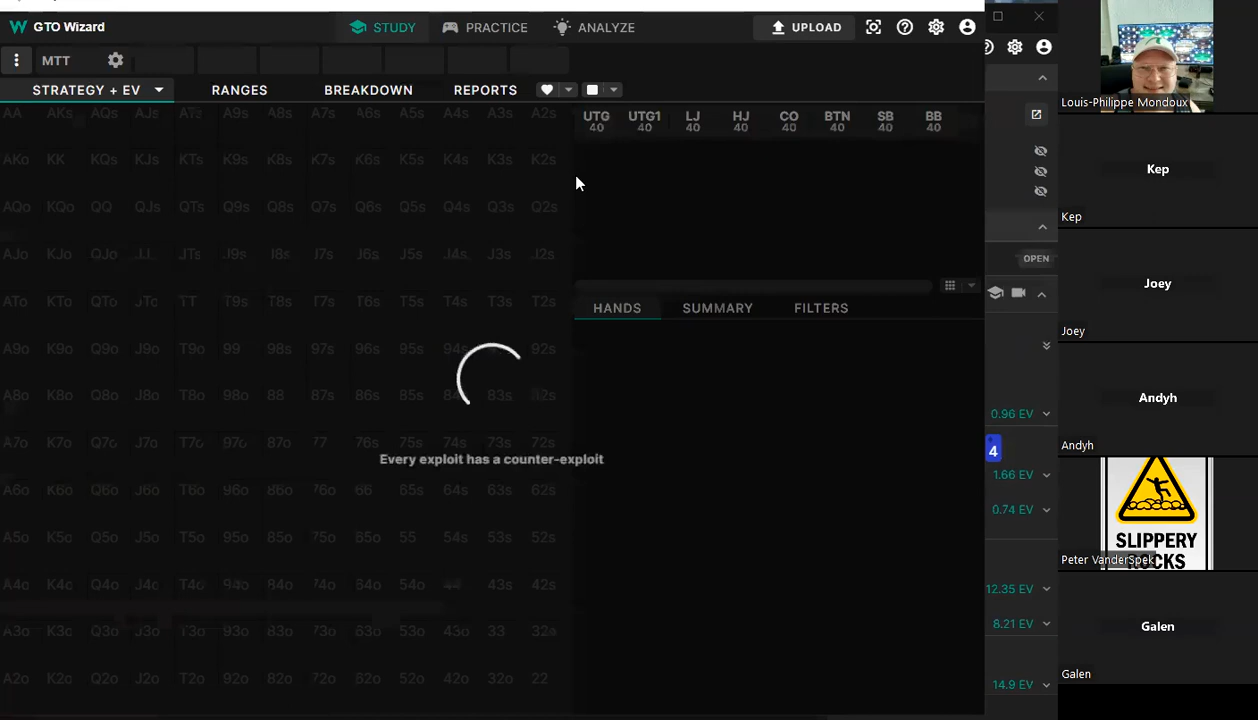 GTO Wizard
STUDY
PRACTICE
ANALYZE
UPLOAD
MTT
STRATEGY + EV
RANGES
BREAKDOWN
REPORTS
UTG UTG1 LJ HJ CO BTN SB BB
40 40 40 40 40 40 40 40
AA AKs AQs AJs ATs A9s A8s A7s A6s A5s A4s A3s A2s
AKo KK KQs KJs KTs K9s K8s K7s K6s K5s K4s K3s K2s
AQo KQo QQ QJs QTs Q9s Q8s Q7s Q6s Q5s Q4s Q3s Q2s
AJo KJo QJo JJ JTs J9s J8s J7s J6s J5s J4s J3s J2s
ATo KTo QTo JTo TT T9s T8s T7s T6s T5s T4s T3s T2s
A9o K9o Q9o J9o T9o 99 98s 97s 96s 95s 94s 92s
A8o K8o Q8o J8o T8o 98o 88 87s 86s 85s 83s
A7o K7o Q7o J7o T7o 97o 87o 77 76s 75s 74s 73s 72s
Every exploit has a counter-exploit
A6o K6o Q6o J6o T6o 96o 86o 76o 66 65s 64s 63s 62s
A5o K5o Q5o J5o T5o 95o 85o 75o 65o 55 54s 53s 52s
A4o K4o Q4o J4o T4o 94o 84o 74o 64o 54o 44 43s 42s
A3o K3o Q3o J3o T3o 93o 83o 73o 63o 53o 43o 33 32s
A2o K2o Q2o J2o T2o 92o 82o 72o 62o 52o 42o 32o 22
HANDS
SUMMARY
FILTERS
OPEN
0.96 EV
4
1.66 EV
0.74 EV
12.35 EV
8.21 EV
14.9 EV
Louis-Philippe Mondoux
Kep
Kep
Joey
Joey
Andyh
Andyh
SLIPPERY
ROCKS
Peter VanderSpek
Galen
Galen